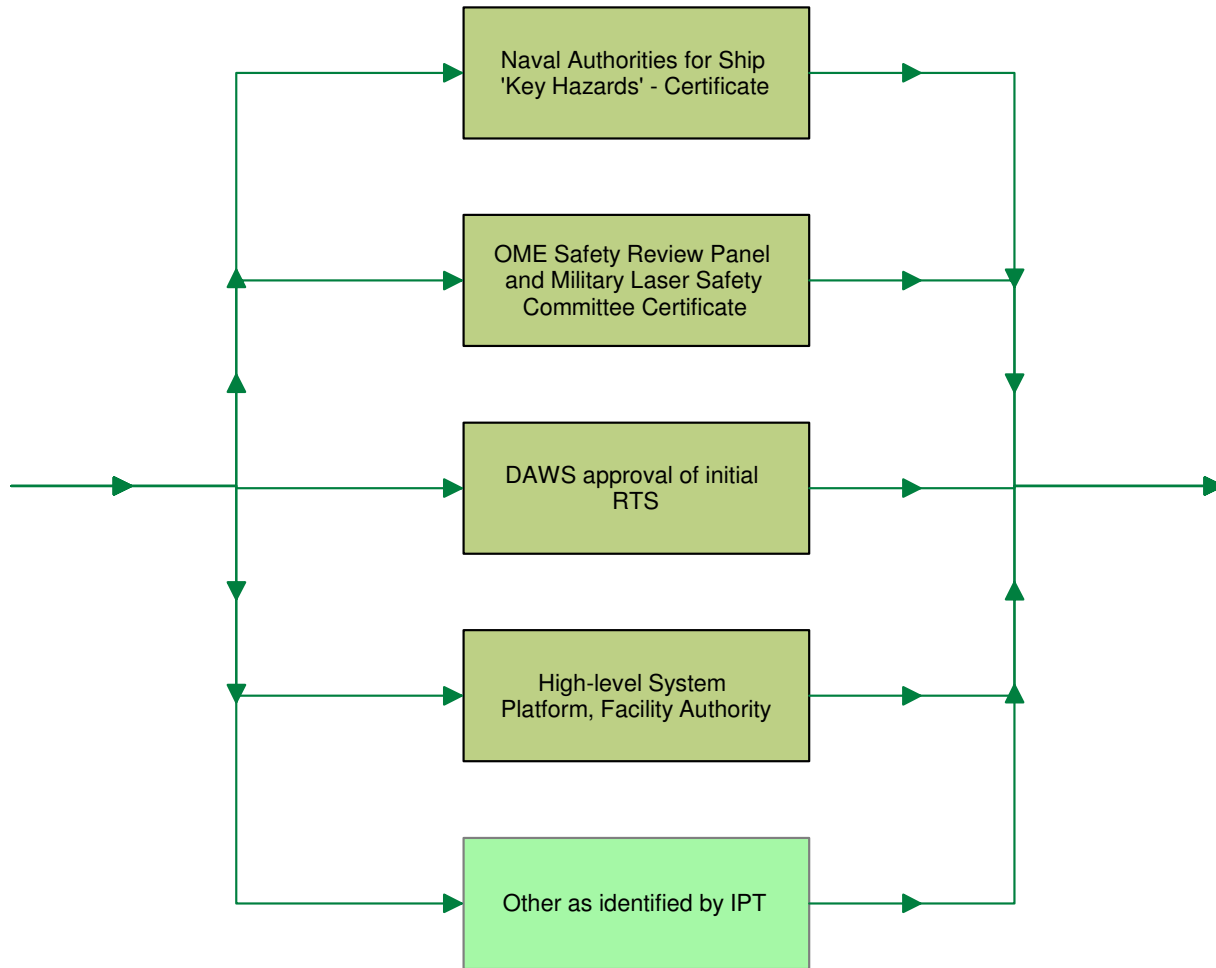 Naval Authorities for Ship
'Key Hazards' - Certificate
OME Safety Review Panel
and Military Laser Safety
Committee Certificate
DAWS approval of initial
RTS
High-level System
Platform, Facility Authority
Other as identified by IPT